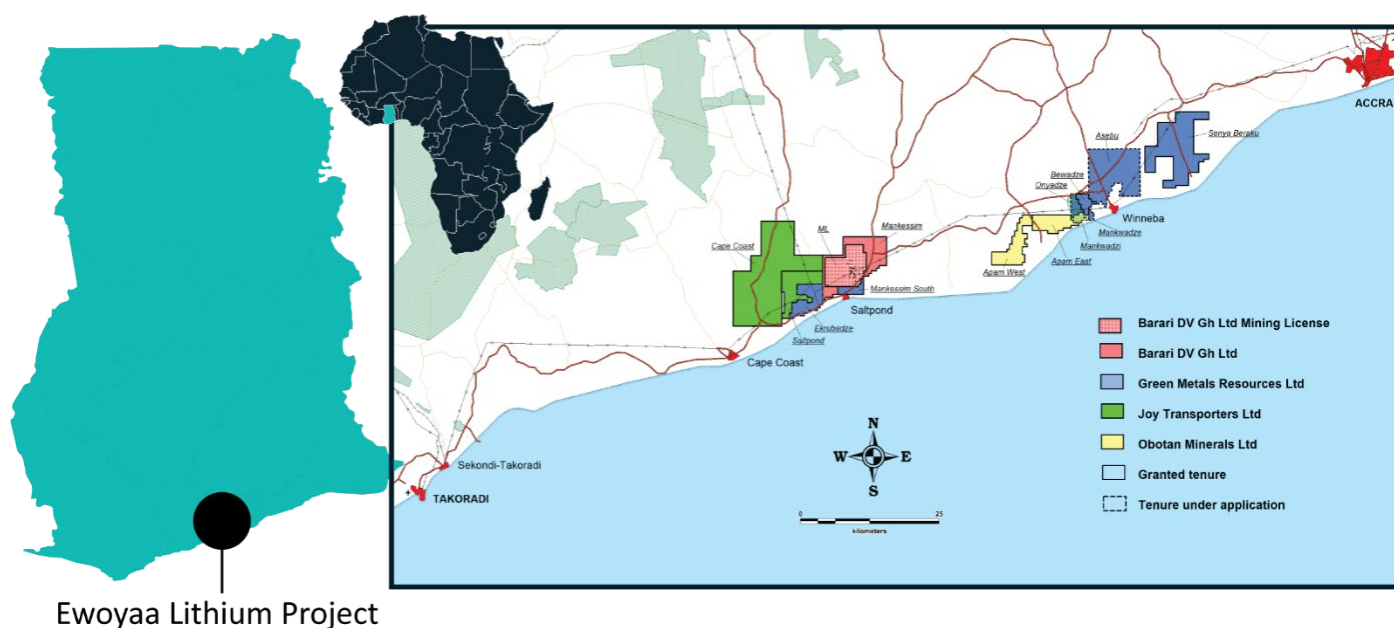 Ewoyaa Lithium Project
ACCRA
Senya Beraku
Asebu
Bewadze
Onyadze
Winneba
Mankwadze
Mankwadzi
Apam East
Apam West
Mankessim
ML
Cape Coast
Mankessim South
Saltpond
Ekrubadze
Saltpond
Cape Coast
Sekondi-Takoradi
TAKORADI
Barari DV Gh Ltd Mining License
Barari DV Gh Ltd
Green Metals Resources Ltd
Joy Transporters Ltd
Obotan Minerals Ltd
Granted tenure
Tenure under application
N
W E
S
0 25
kilometers